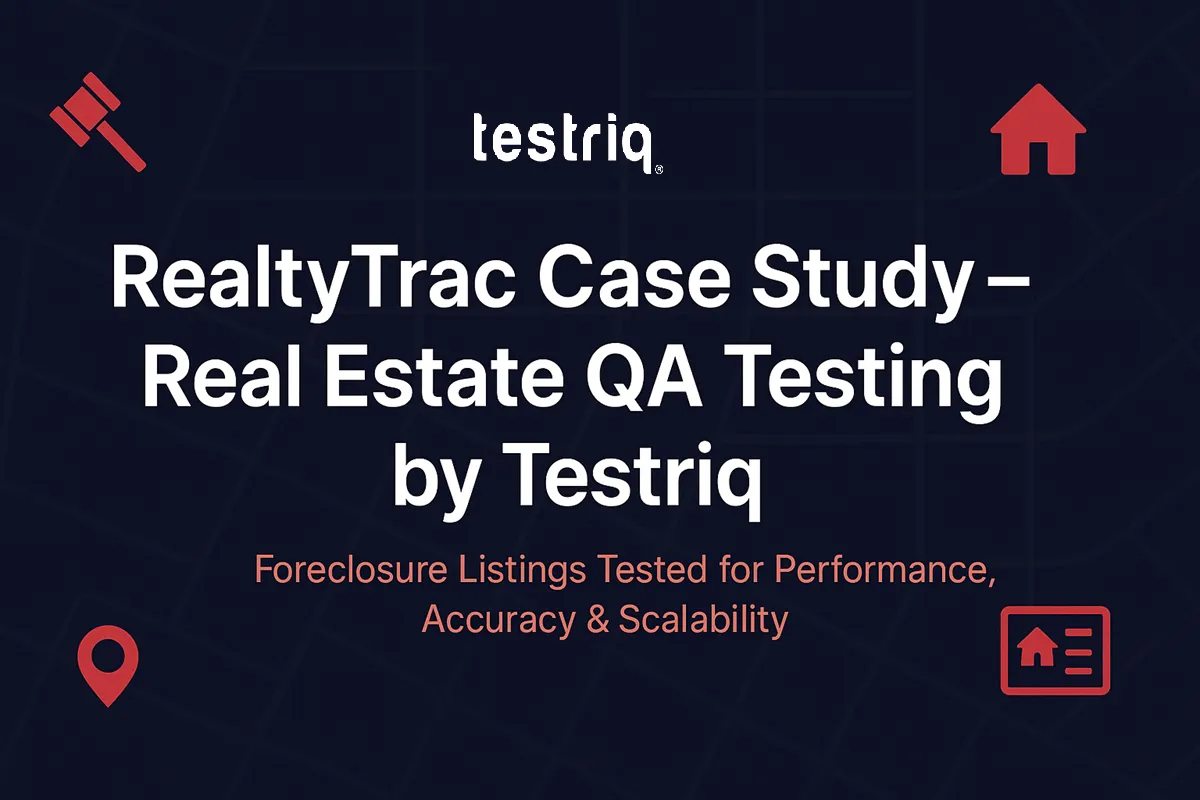 testriq®
RealtyTrac Case Study –
Real Estate QA Testing
by Testriq
Foreclosure Listings Tested for Performance,
Accuracy & Scalability